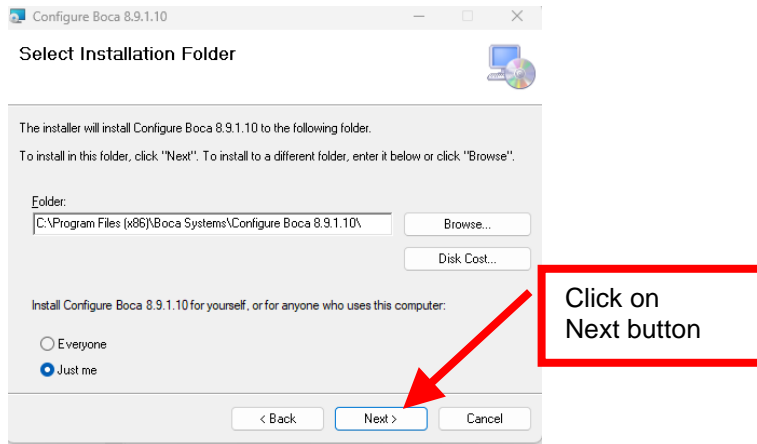 Configure Boca 8.9.1.10
Select Installation Folder
The installer will install Configure Boca 8.9.1.10 to the following folder.
To install in this folder, click "Next". To install to a different folder, enter it below or click "Browse".
Folder:
C:\Program Files (x86)\Boca Systems\Configure Boca 8.9.1.10\
Browse...
Disk Cost...
Install Configure Boca 8.9.1.10 for yourself, or for anyone who uses this computer:
Everyone
Just me
Click on
Next button
< Back
Next >
Cancel